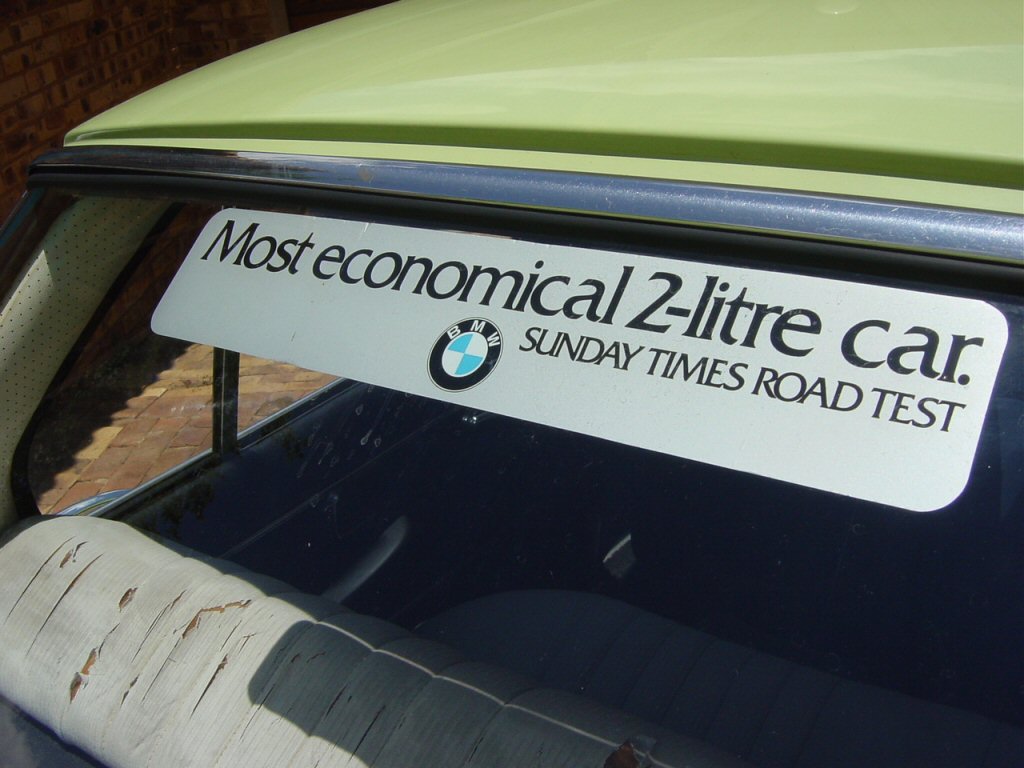 Most economical 2-litre car.
BMW
SUNDAY TIMES ROAD TEST